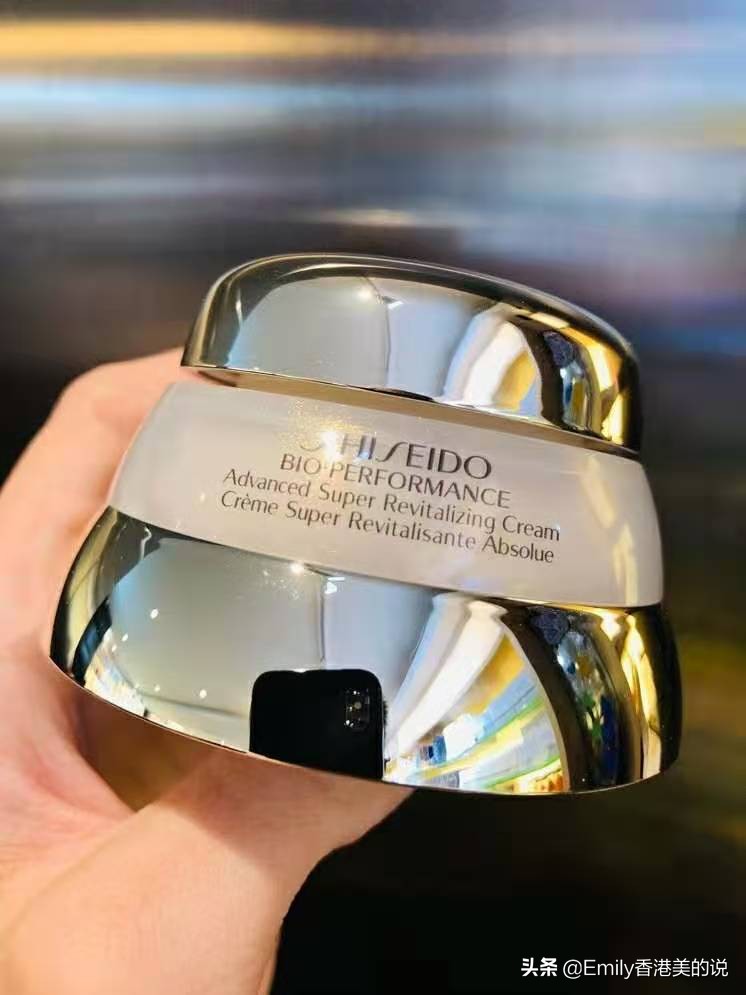 SHISEIDO
BIO-PERFORMANCE
Advanced Super Revitalizing Cream
Crème Super Revitalisante Absolue
头条 @Emily香港美的说